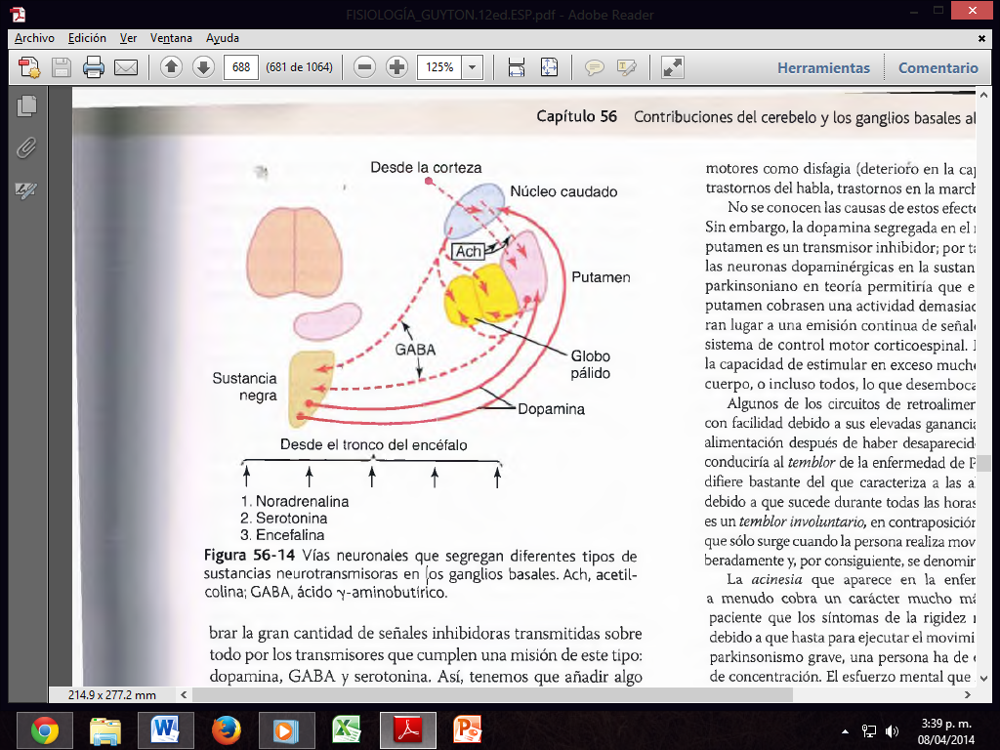 FISIOLOGÍA_GUYTON.12ed.ESP.pdf - Adobe Reader
Archivo Edición Ver Ventana Ayuda
688 (681 de 1064) 125% Herramientas Comentario
Capítulo 56 Contribuciones del cerebelo y los ganglios basales al
Desde la corteza
Núcleo caudado
Ach
Putamen
GABA
Globo
pálido
Sustancia
negra
Dopamina
Desde el tronco del encéfalo
1. Noradrenalina
2. Serotonina
3. Encefalina
Figura 56-14 Vías neuronales que segregan diferentes tipos de
sustancias neurotransmisoras en los ganglios basales. Ach, acetil-
colina; GABA, ácido γ-aminobutírico.
brar la gran cantidad de señales inhibidoras transmitidas sobre
todo por los transmisores que cumplen una misión de este tipo:
dopamina, GABA y serotonina. Así, tenemos que añadir algo
motores como disfagia (deterioro en la cap
trastornos del habla, trastornos en la march
No se conocen las causas de estos efecto
Sin embargo, la dopamina segregada en el
putamen es un transmisor inhibidor; por ta
las neuronas dopaminérgicas en la sustan
parkinsoniano en teoría permitiría que e
putamen cobrasen una actividad demasiad
ran lugar a una emisión continua de señale
sistema de control motor corticoespinal.
la capacidad de estimular en exceso mucho
cuerpo, o incluso todos, lo que desemboca
Algunos de los circuitos de retroalimen
con facilidad debido a sus elevadas ganancia
alimentación después de haber desaparecid
conduciría al temblor de la enfermedad de P
difiere bastante del que caracteriza a las a
debido a que sucede durante todas las horas
es un temblor involuntario, en contraposición
que sólo surge cuando la persona realiza mov
beradamente y, por consiguiente, se denomin
La acinesia que aparece en la enfer
a menudo cobra un carácter mucho má
paciente que los síntomas de la rigidez
debido a que hasta para ejecutar el movimi
parkinsonismo grave, una persona ha de
de concentración. El esfuerzo mental que
214.9 x 277.2 mm
3:39 p. m.
08/04/2014